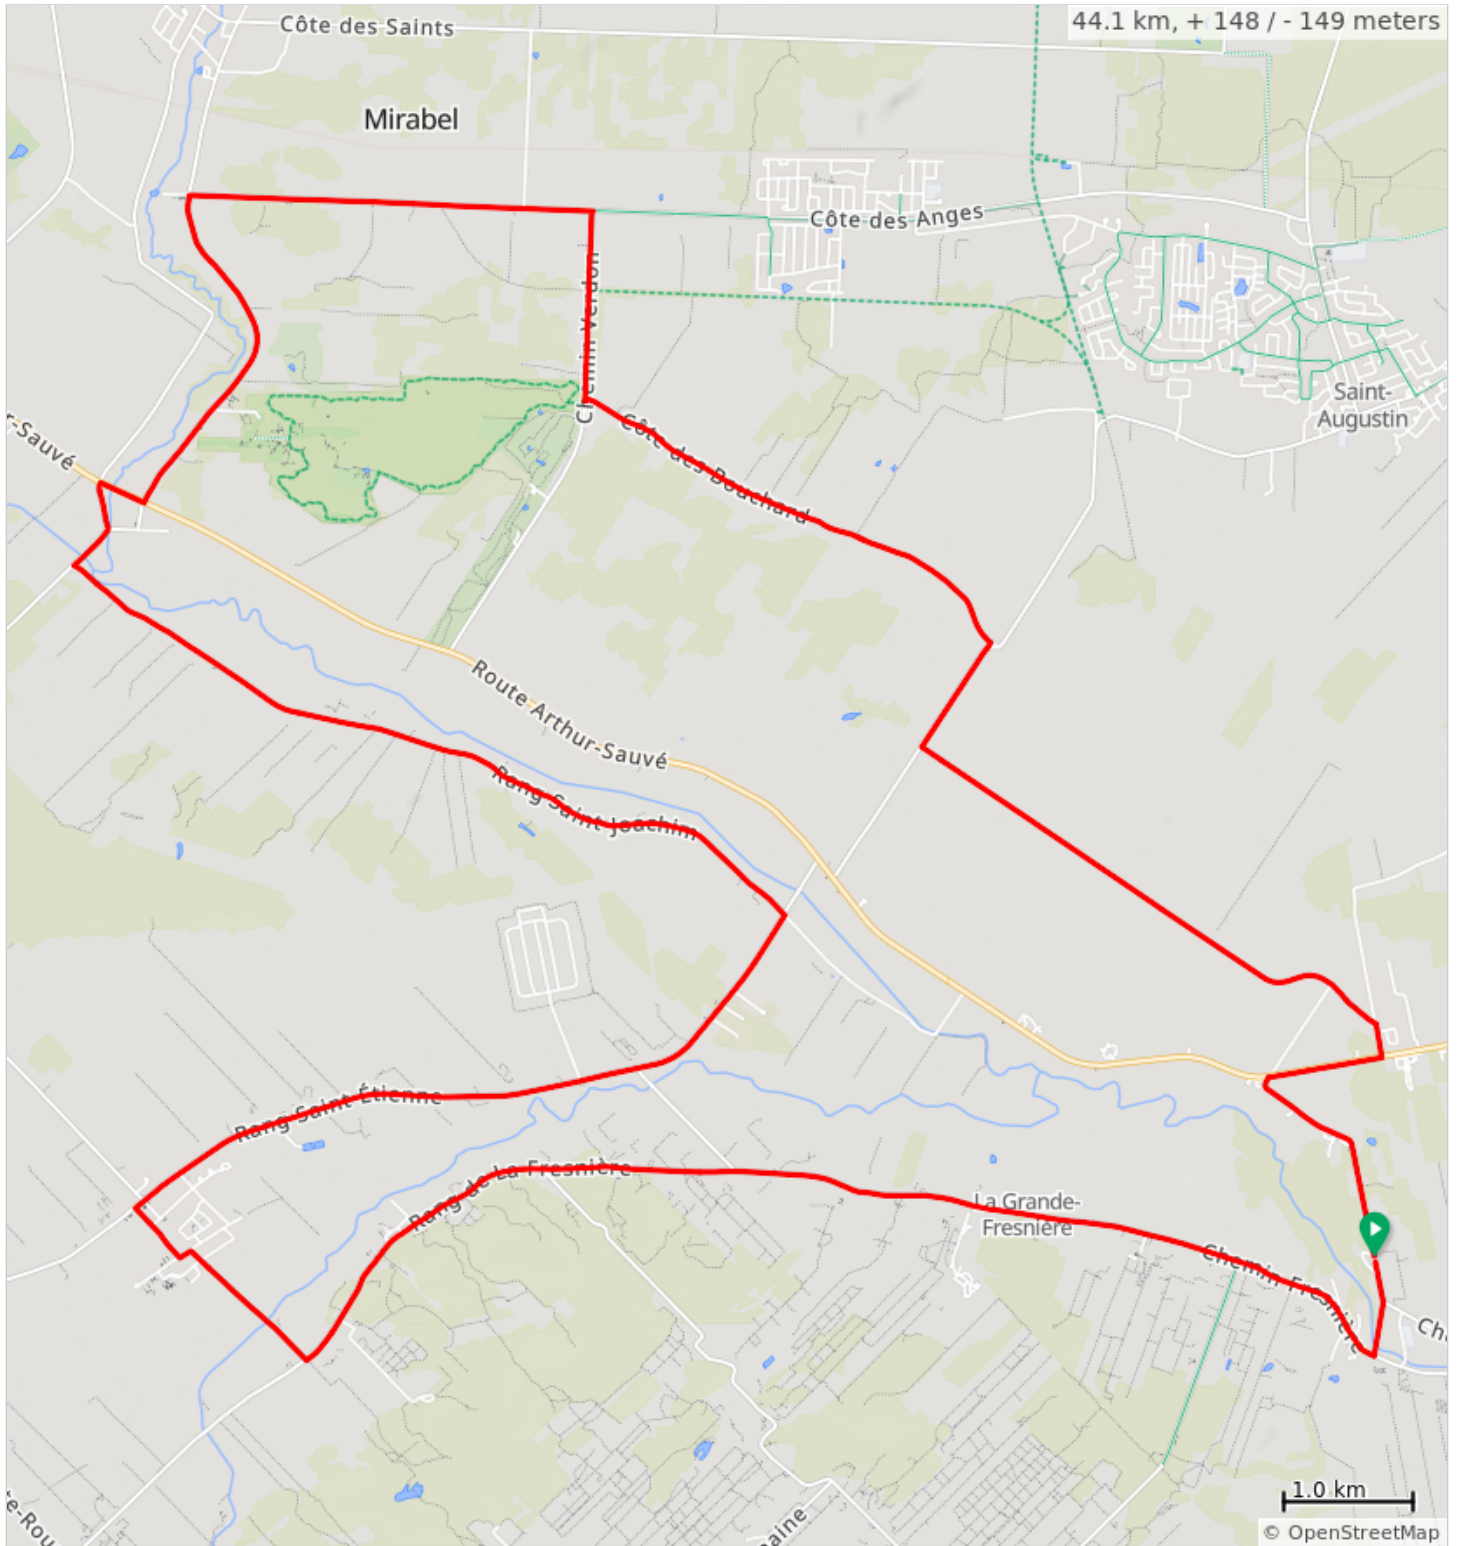 Côte des Saints
44.1 km, + 148 / - 149 meters
Mirabel
Côte des Anges
Chemin Verdon
Saint-
Augustin
r-Sauvé
Côte des Bouchard
Route Arthur-Sauvé
Rang Saint Joachim
Rang Saint Étienne
Rang de La Fresnière
La Grande-
Fresnière
Chemin Fresnière
Ch
1.0 km
e-Rou
paine
© OpenStreetMap